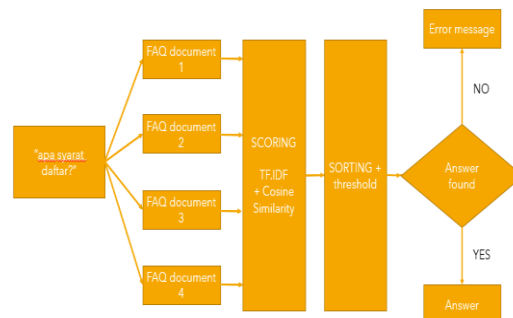 "apa syarat
daftar?"
FAQ document
1
FAQ document
2
FAQ document
3
FAQ document
4
SCORING
TF.IDF
+ Cosine
Similarity
SORTING +
threshold
Error message
NO
Answer
found
YES
Answer